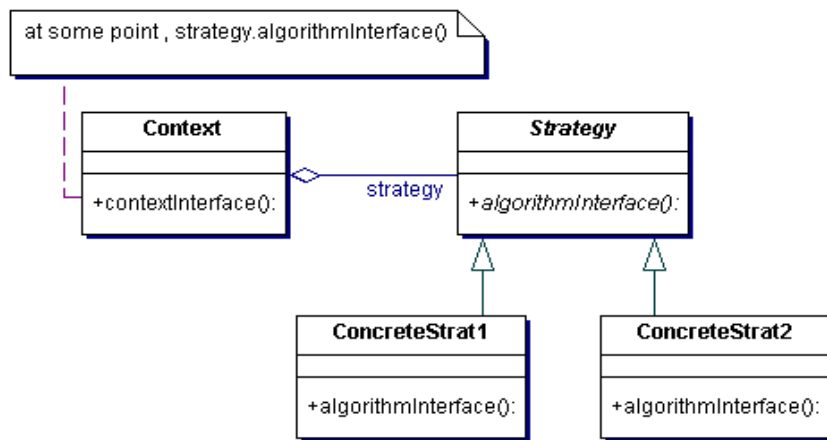 at some point , strategy.algorithmInterface()
Context
Strategy
+contextInterface():
strategy
+algorithmInterface():
ConcreteStrat1
ConcreteStrat2
+algorithmInterface():
+algorithmInterface():